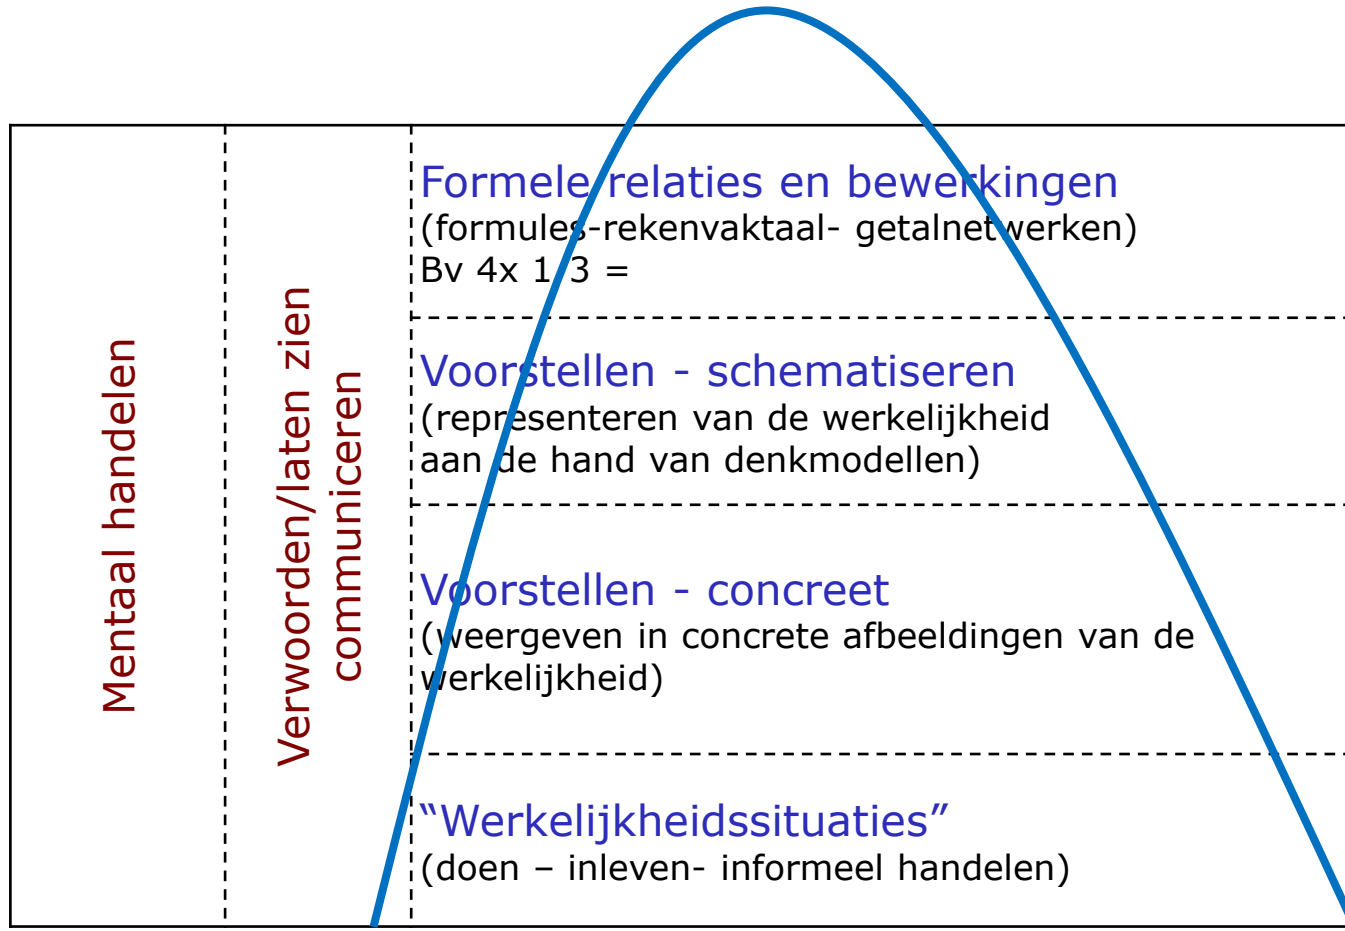 Mentaal handelen
Verwoorden/laten zien
communiceren
Formele relaties en bewerkingen
(formules-rekenvaktaal- getalnetwerken)
Bv 4x 1 3 =
Voorstellen - schematiseren
(representeren van de werkelijkheid
aan de hand van denkmodellen)
Voorstellen - concreet
(weergeven in concrete afbeeldingen van de
werkelijkheid)
“Werkelijkheidssituaties”
(doen – inleven- informeel handelen)